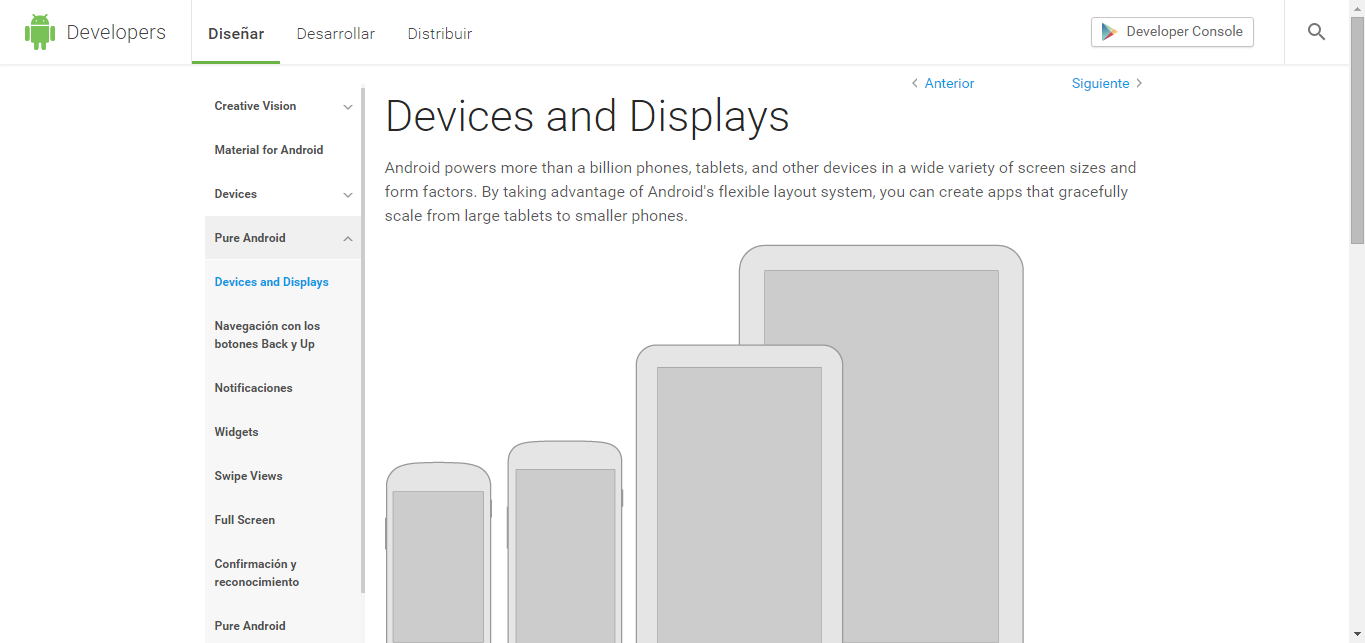 Developers
Diseñar
Desarrollar
Distribuir
Developer Console
Anterior
Siguiente
Creative Vision
Material for Android
Devices
Pure Android
Devices and Displays
Navegación con los
botones Back y Up
Notificaciones
Widgets
Swipe Views
Full Screen
Confirmación y
reconocimiento
Pure Android
Devices and Displays
Android powers more than a billion phones, tablets, and other devices in a wide variety of screen sizes and
form factors. By taking advantage of Android's flexible layout system, you can create apps that gracefully
scale from large tablets to smaller phones.